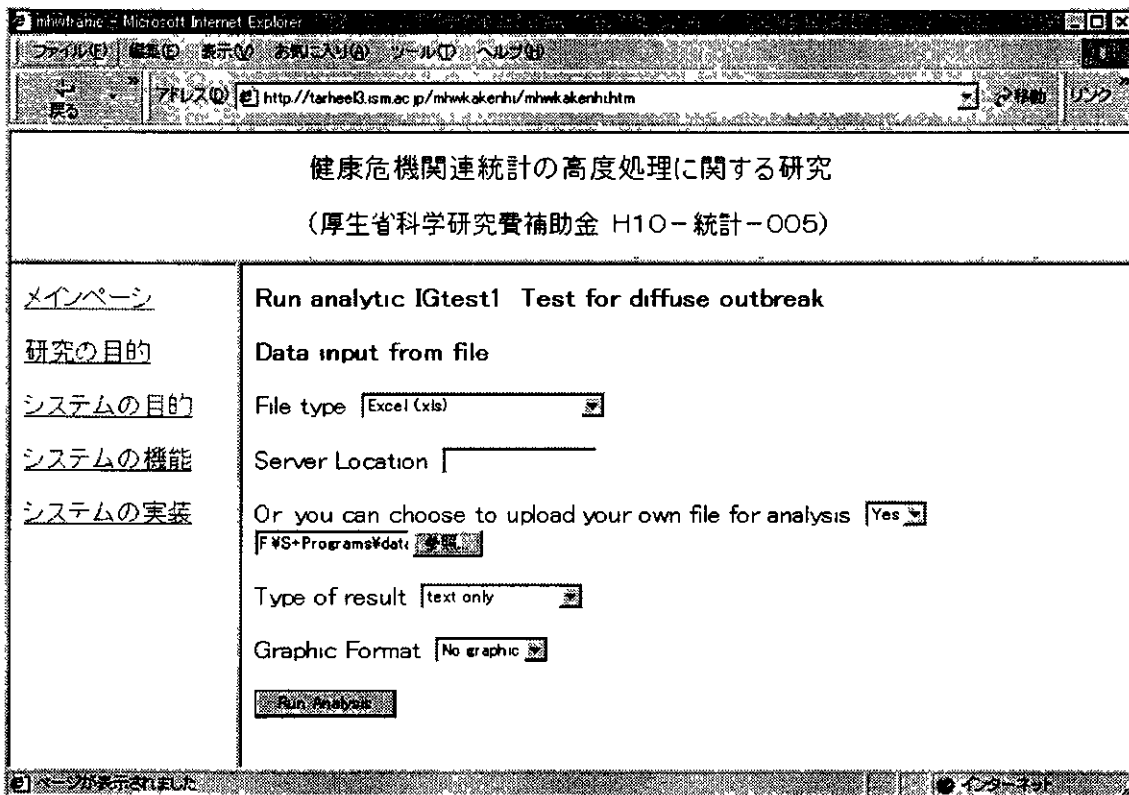 mhwframe - Microsoft Internet Explorer
ファイル(F) 編集(E) 表示(V) お気に入り(A) ツール(T) ヘルプ(H)
戻る » アドレス(D) http://tarheel3.ism.ac.jp/mhwkakenhi/mhwkakenhi.htm 移動 リンク »
健康危機関連統計の高度処理に関する研究
(厚生省科学研究費補助金 H10-統計-005)
メインページ
研究の目的
システムの目的
システムの機能
システムの実装
Run analytic IGtest1 Test for diffuse outbreak
Data input from file
File type Excel (xls)
Server Location
Or you can choose to upload your own file for analysis Yes
F ¥S+Programs¥data 参照...
Type of result text only
Graphic Format No graphic
Run Analysis
ページが表示されました インターネット